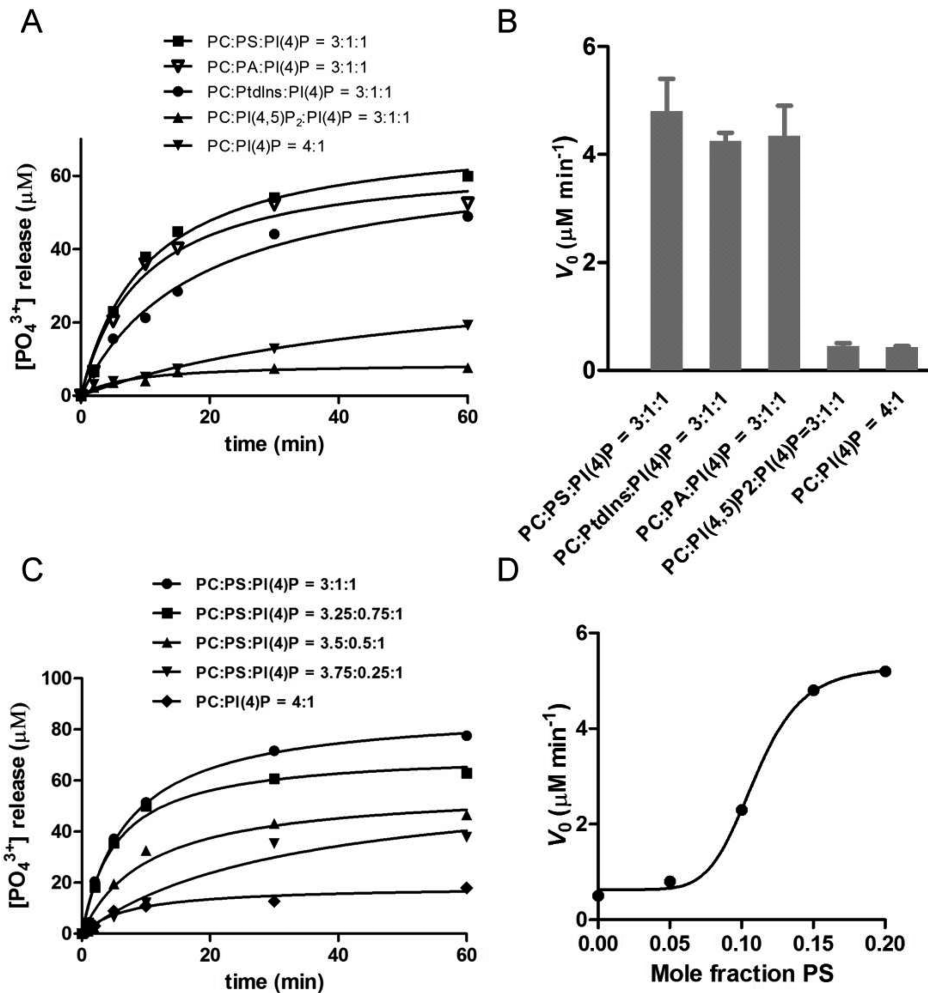 A
PC:PS:PI(4)P = 3:1:1
PC:PA:PI(4)P = 3:1:1
PC:PtdIns:PI(4)P = 3:1:1
PC:PI(4,5)P₂:PI(4)P = 3:1:1
PC:PI(4)P = 4:1
[PO₄³⁺] release (μM)
60
40
20
0
0
20
40
60
time (min)
B
V₀ (μM min⁻¹)
6
4
2
0
PC:PS:PI(4)P = 3:1:1
PC:PtdIns:PI(4)P = 3:1:1
PC:PA:PI(4)P = 3:1:1
PC:PI(4,5)P2:PI(4)P=3:1:1
PC:PI(4)P = 4:1
C
PC:PS:PI(4)P = 3:1:1
PC:PS:PI(4)P = 3.25:0.75:1
PC:PS:PI(4)P = 3.5:0.5:1
PC:PS:PI(4)P = 3.75:0.25:1
PC:PI(4)P = 4:1
[PO₄³⁺] release (μM)
100
80
60
40
20
0
0
20
40
60
time (min)
D
V₀ (μM min⁻¹)
6
4
2
0
0.00
0.05
0.10
0.15
0.20
Mole fraction PS